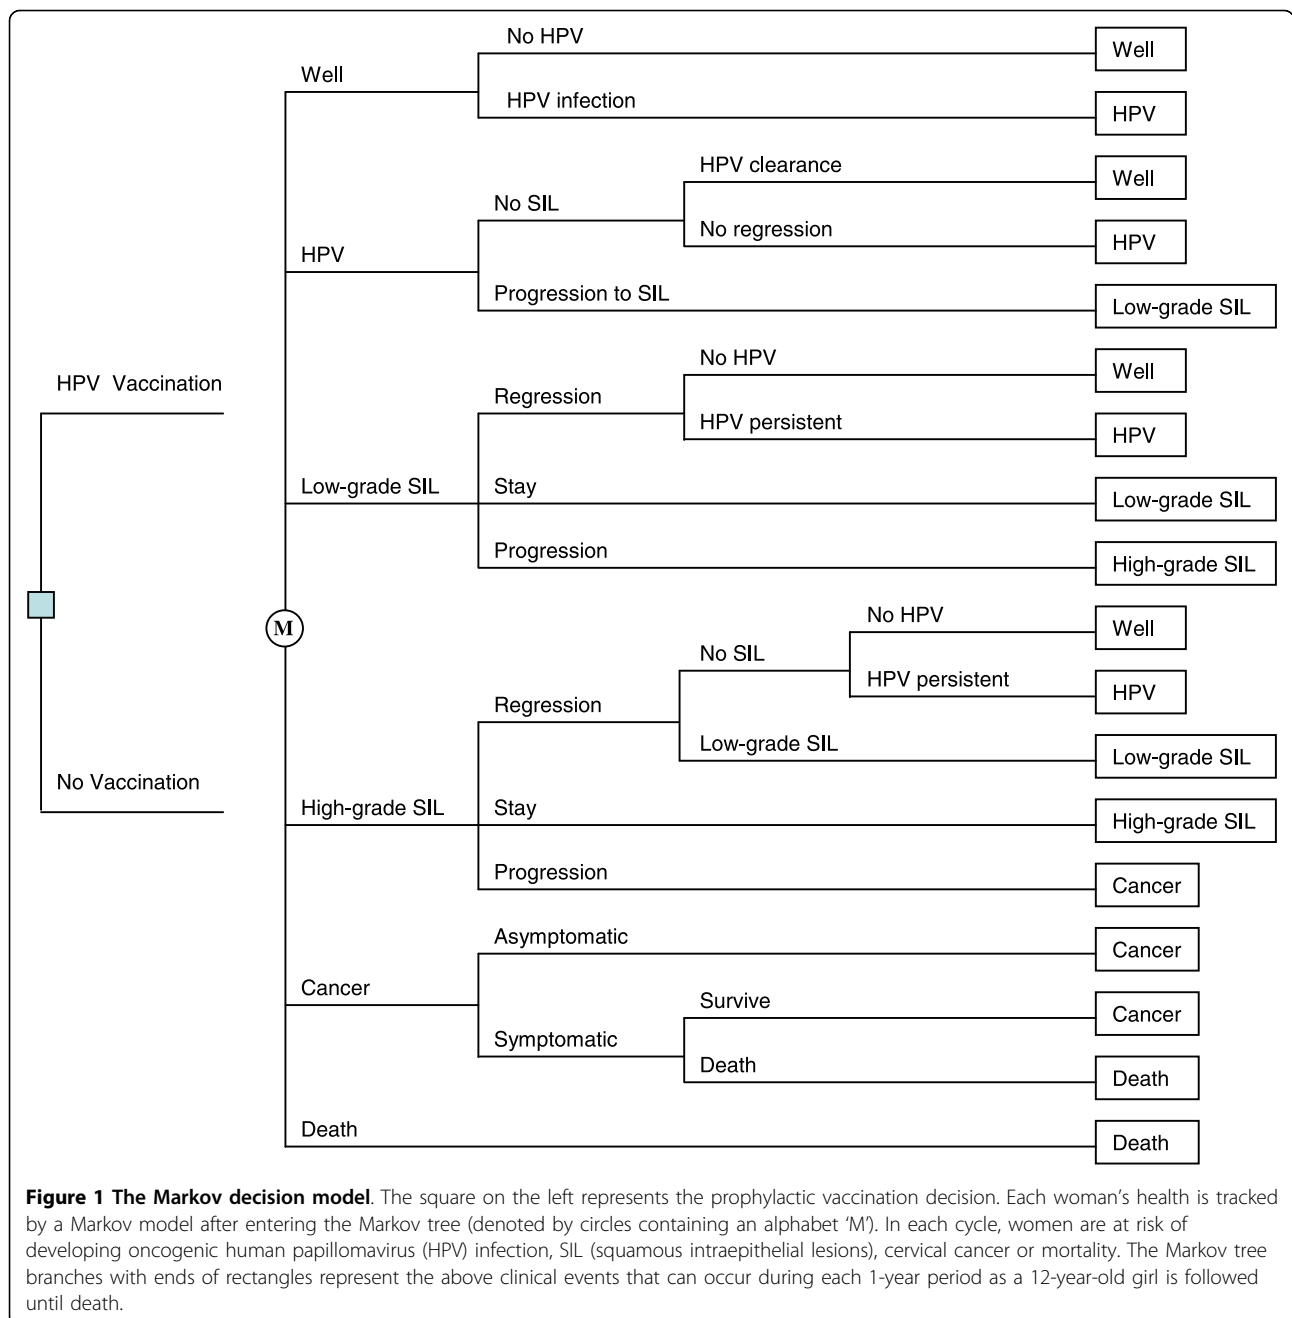 No HPV
Well
Well
HPV infection
HPV
HPV clearance
Well
No SIL
No regression
HPV
HPV
Progression to SIL
Low-grade SIL
No HPV
Well
HPV Vaccination
Regression
HPV persistent
HPV
Low-grade SIL
Stay
Low-grade SIL
Progression
High-grade SIL
M
No HPV
Well
No SIL
HPV persistent
HPV
Regression
Low-grade SIL
Low-grade SIL
No Vaccination
High-grade SIL
Stay
High-grade SIL
Progression
Cancer
Asymptomatic
Cancer
Cancer
Survive
Cancer
Symptomatic
Death
Death
Death
Death
Figure 1 The Markov decision model. The square on the left represents the prophylactic vaccination decision. Each woman's health is tracked
by a Markov model after entering the Markov tree (denoted by circles containing an alphabet 'M'). In each cycle, women are at risk of
developing oncogenic human papillomavirus (HPV) infection, SIL (squamous intraepithelial lesions), cervical cancer or mortality. The Markov tree
branches with ends of rectangles represent the above clinical events that can occur during each 1-year period as a 12-year-old girl is followed
until death.